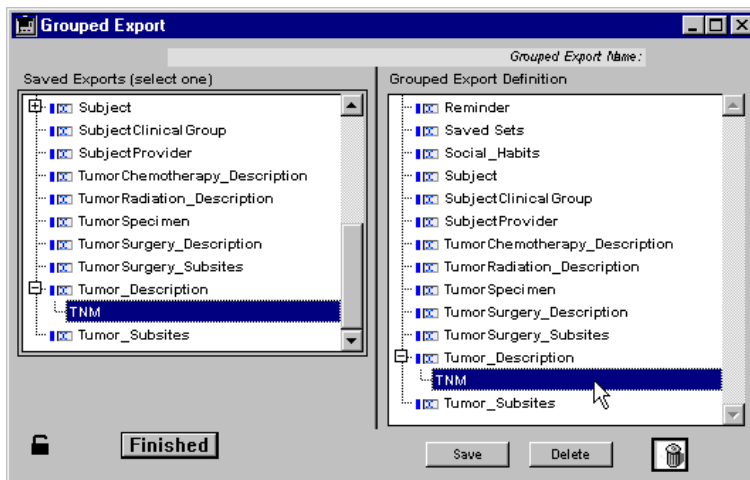 Grouped Export
Grouped Export Name:
Saved Exports (select one)
Subject
SubjectClinicalGroup
SubjectProvider
TumorChemotherapy_Description
TumorRadiation_Description
TumorSpecimen
TumorSurgery_Description
TumorSurgery_Subsites
Tumor_Description
TNM
Tumor_Subsites
Grouped Export Definition
Reminder
Saved Sets
Social_Habits
Subject
SubjectClinicalGroup
SubjectProvider
TumorChemotherapy_Description
TumorRadiation_Description
TumorSpecimen
TumorSurgery_Description
TumorSurgery_Subsites
Tumor_Description
TNM
Tumor_Subsites
Finished
Save
Delete